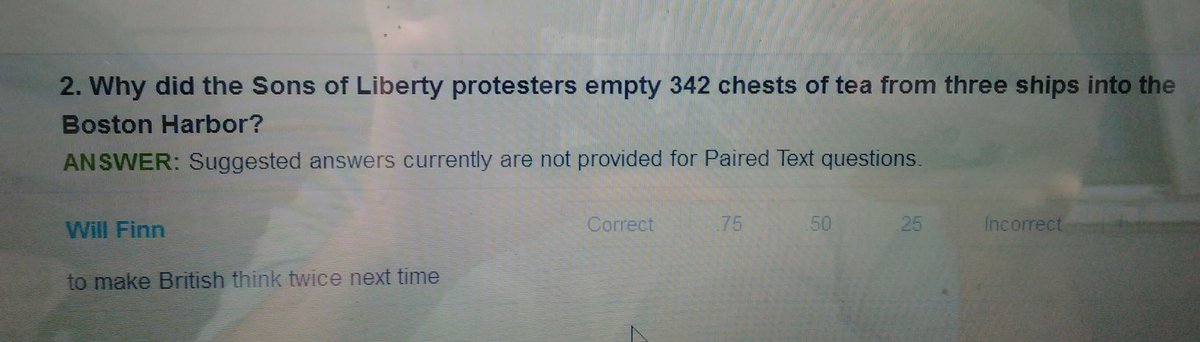 2. Why did the Sons of Liberty protesters empty 342 chests of tea from three ships into the
Boston Harbor?
ANSWER: Suggested answers currently are not provided for Paired Text questions.
Will Finn Correct .75 .50 .25 Incorrect
to make British think twice next time